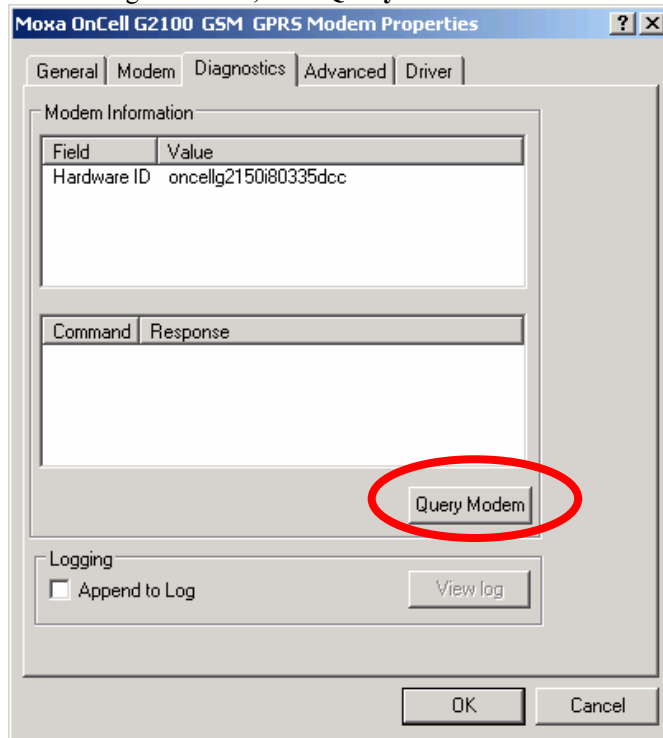 Moxa OnCell G2100 GSM GPRS Modem Properties
General Modem Diagnostics Advanced Driver
Modem Information
Field Value
Hardware ID oncellg2150i80335dcc
Command Response
Query Modem
Logging
Append to Log View log
OK Cancel